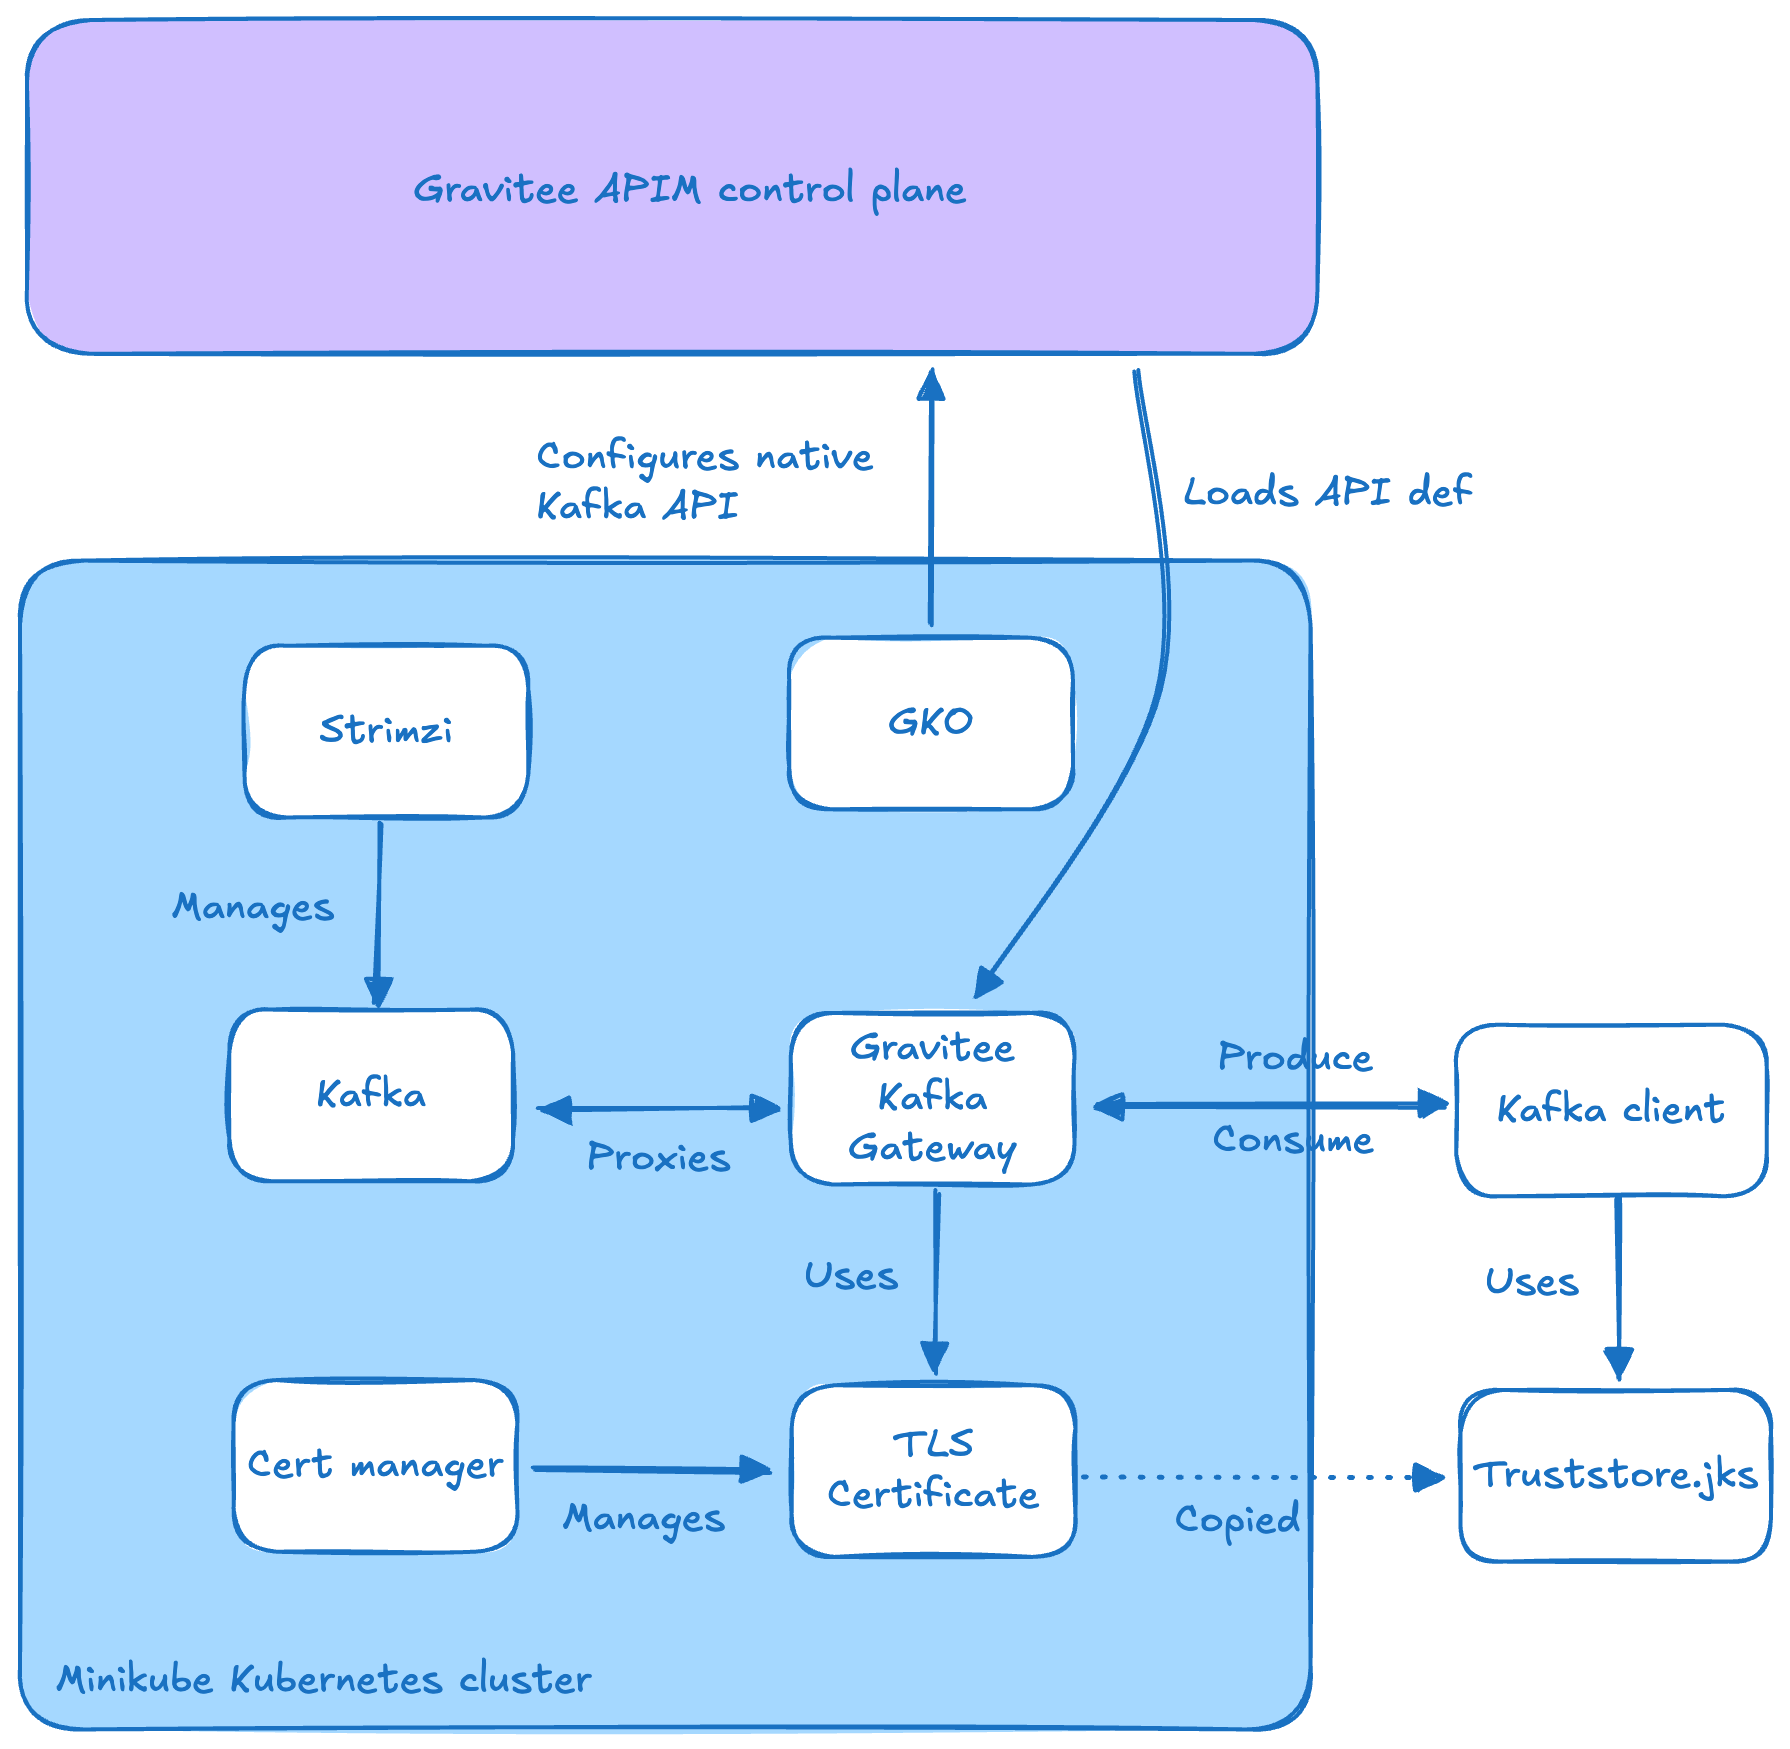 Gravitee APIM control plane
Configures native
Kafka API
Loads API def
Strimzi
GKO
Manages
Kafka
Gravitee
Kafka
Gateway
Proxies
Produce
Consume
Kafka client
Uses
Uses
Cert manager
Manages
TLS
Certificate
Copied
Truststore.jks
Minikube Kubernetes cluster